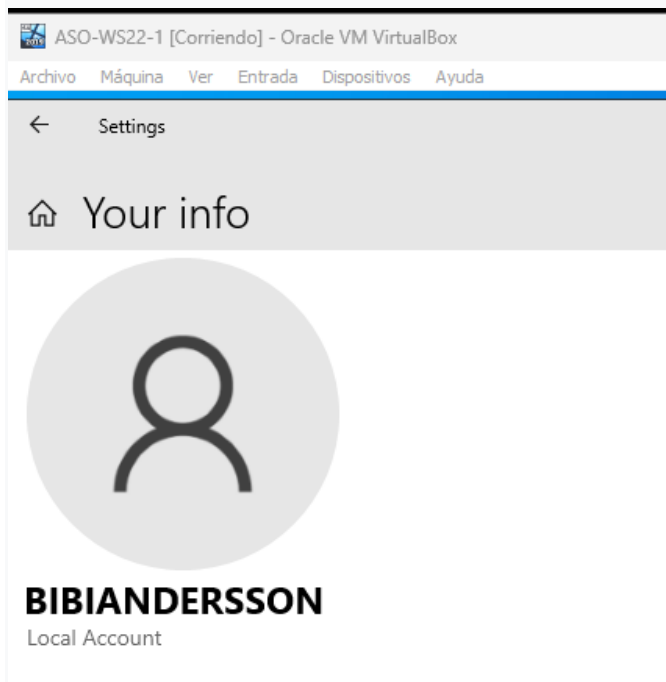 ASO-WS22-1 [Corriendo] - Oracle VM VirtualBox
Archivo Máquina Ver Entrada Dispositivos Ayuda
Settings
Your info
BIBIANDERSSON
Local Account